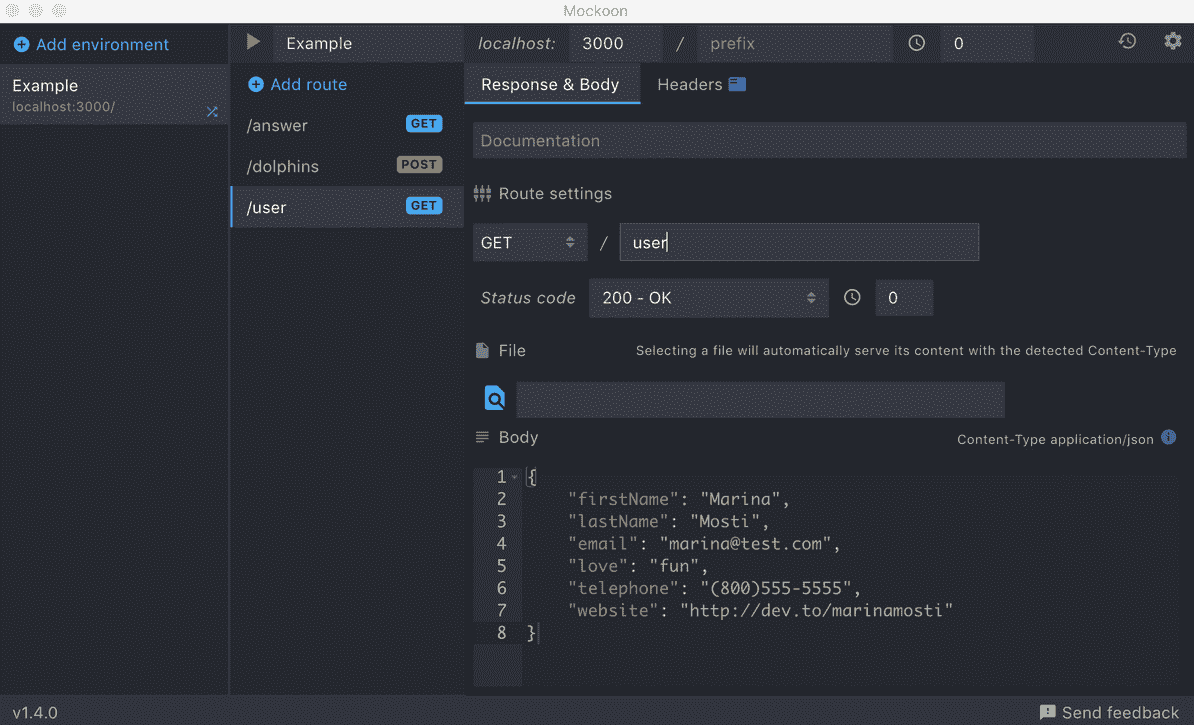 Mockoon
Add environment
Example
localhost:
3000
/
prefix
0
Example
localhost:3000/
Add route
/answer
GET
/dolphins
POST
/user
GET
Response & Body
Headers
Documentation
Route settings
GET
/
user
Status code
200 - OK
0
File
Selecting a file will automatically serve its content with the detected Content-Type
Body
Content-Type application/json
1 {
2 "firstName": "Marina",
3 "lastName": "Mosti",
4 "email": "marina@test.com",
5 "love": "fun",
6 "telephone": "(800)555-5555",
7 "website": "http://dev.to/marinamosti"
8 }
v1.4.0
Send feedback